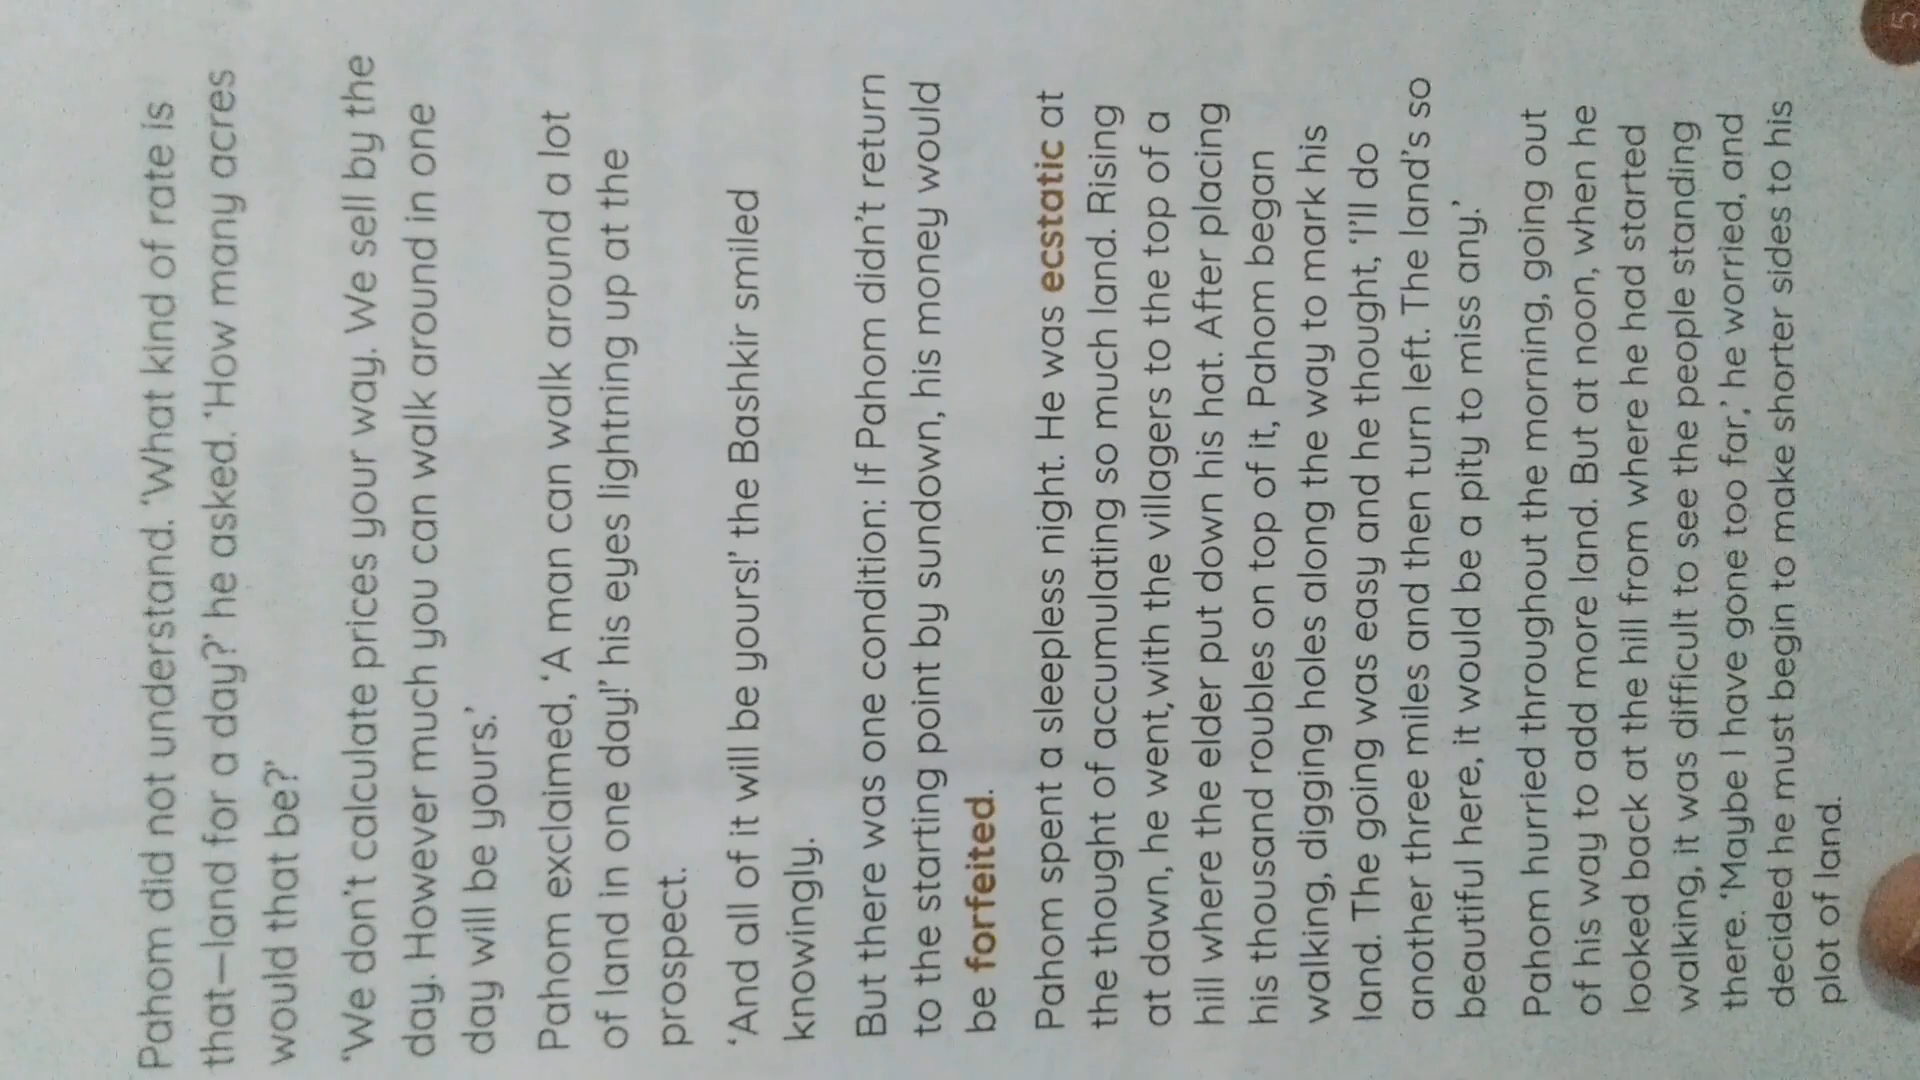 Pahom did not understand. ‘What kind of rate is
that—land for a day?’ he asked. ‘How many acres
would that be?’
‘We don’t calculate prices your way. We sell by the
day. However much you can walk around in one
day will be yours.’
Pahom exclaimed, ‘A man can walk around a lot
of land in one day!’ his eyes lightning up at the
prospect.
‘And all of it will be yours!’ the Bashkir smiled
knowingly.
But there was one condition: If Pahom didn’t return
to the starting point by sundown, his money would
be forfeited.
Pahom spent a sleepless night. He was ecstatic at
the thought of accumulating so much land. Rising
at dawn, he went, with the villagers to the top of a
hill where the elder put down his hat. After placing
his thousand roubles on top of it, Pahom began
walking, digging holes along the way to mark his
land. The going was easy and he thought, ‘I’ll do
another three miles and then turn left. The land’s so
beautiful here, it would be a pity to miss any.’
Pahom hurried throughout the morning, going out
of his way to add more land. But at noon, when he
looked back at the hill from where he had started
walking, it was difficult to see the people standing
there. ‘Maybe I have gone too far,’ he worried, and
decided he must begin to make shorter sides to his
plot of land.
5